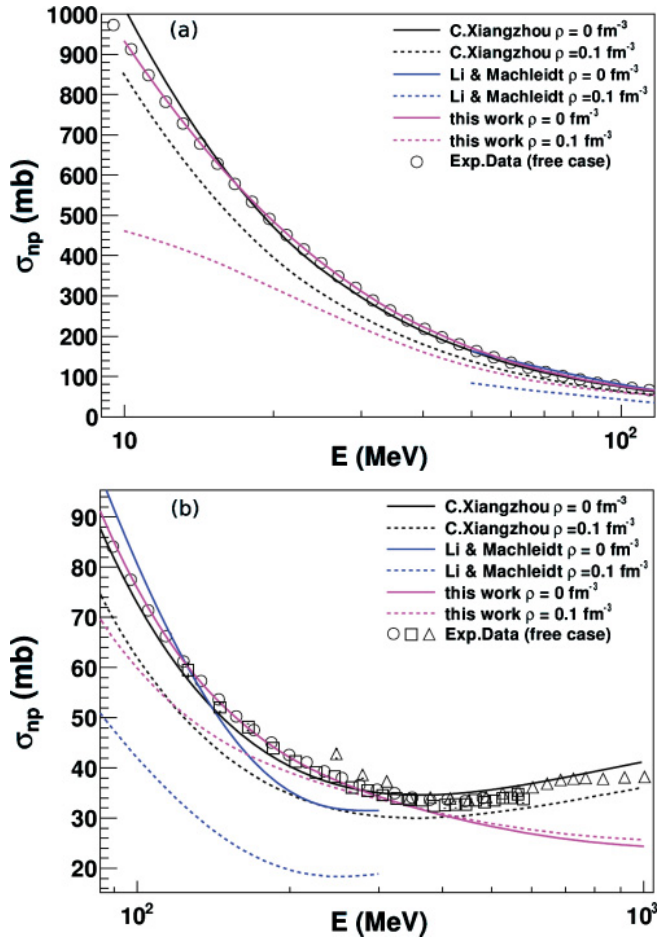 1000
900
800
700
600
500
400
300
200
100
0
σnp (mb)
(a)
C.Xiangzhou ρ = 0 fm-3
C.Xiangzhou ρ =0.1 fm-3
Li & Machleidt ρ = 0 fm-3
Li & Machleidt ρ =0.1 fm-3
this work ρ = 0 fm-3
this work ρ = 0.1 fm-3
Exp.Data (free case)
10
10²
E (MeV)
90
80
70
60
50
40
30
20
σnp (mb)
(b)
C.Xiangzhou ρ = 0 fm-3
C.Xiangzhou ρ =0.1 fm-3
Li & Machleidt ρ = 0 fm-3
Li & Machleidt ρ =0.1 fm-3
this work ρ = 0 fm-3
this work ρ = 0.1 fm-3
Exp.Data (free case)
10²
10³
E (MeV)